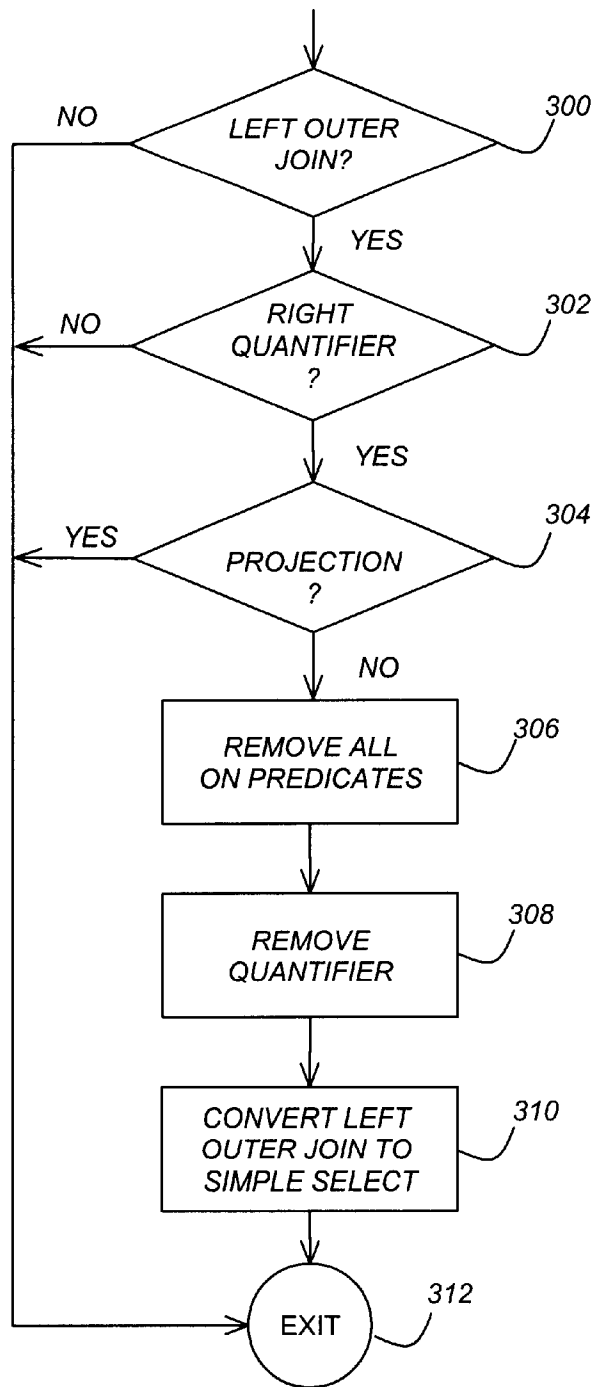 NO
LEFT OUTER
JOIN?
300
YES
NO
RIGHT
QUANTIFIER
?
302
YES
YES
PROJECTION
?
304
NO
REMOVE ALL
ON PREDICATES
306
REMOVE
QUANTIFIER
308
CONVERT LEFT
OUTER JOIN TO
SIMPLE SELECT
310
EXIT
312